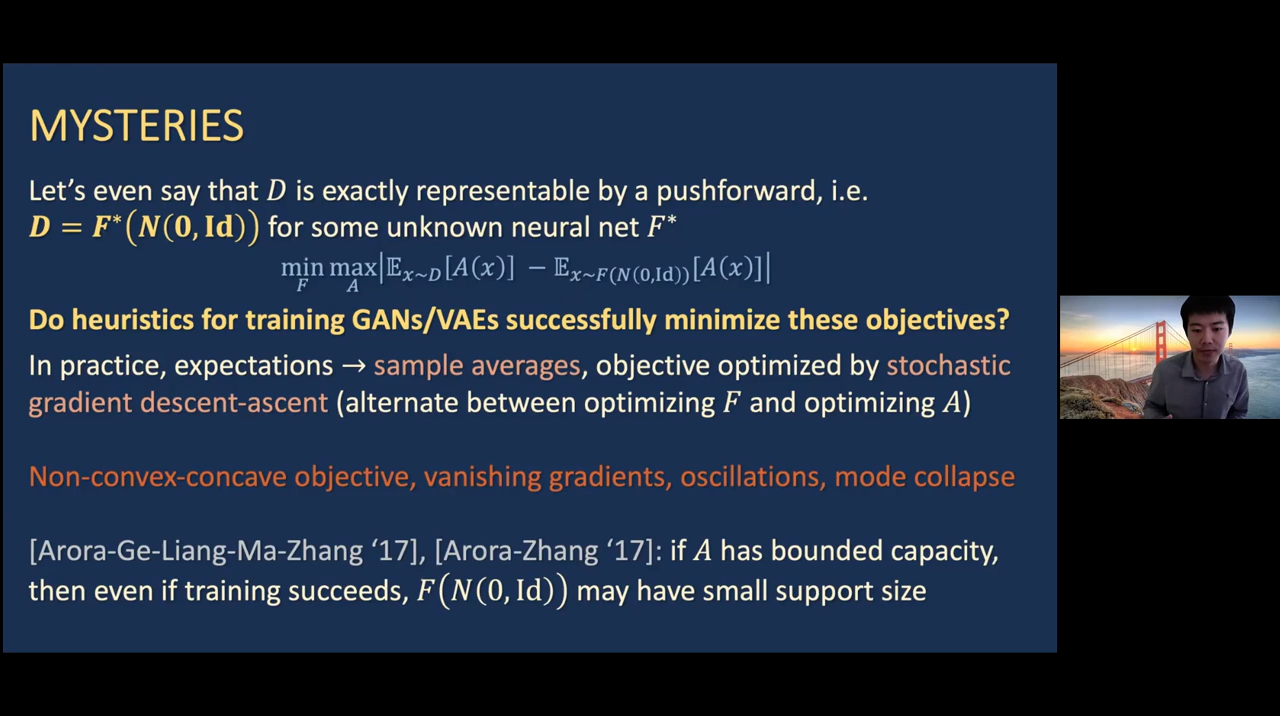 MYSTERIES
Let's even say that D is exactly representable by a pushforward, i.e.
D = F*(N(0, Id)) for some unknown neural net F*
min_F max_A |𝔼_{x~D}[A(x)] − 𝔼_{x~F(N(0,Id))}[A(x)]|
Do heuristics for training GANs/VAEs successfully minimize these objectives?
In practice, expectations → sample averages, objective optimized by stochastic
gradient descent-ascent (alternate between optimizing F and optimizing A)
Non-convex-concave objective, vanishing gradients, oscillations, mode collapse
[Arora-Ge-Liang-Ma-Zhang ‘17], [Arora-Zhang ‘17]: if A has bounded capacity,
then even if training succeeds, F(N(0, Id)) may have small support size